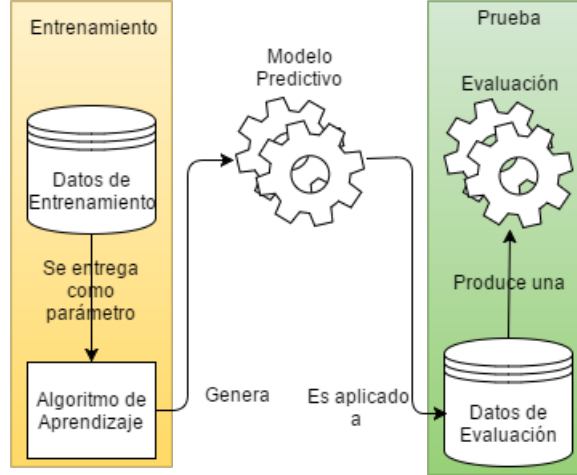 Entrenamiento
Datos de
Entrenamiento
Se entrega
como
parámetro
Algoritmo de
Aprendizaje
Genera
Modelo
Predictivo
Es aplicado
a
Prueba
Evaluación
Produce una
Datos de
Evaluación